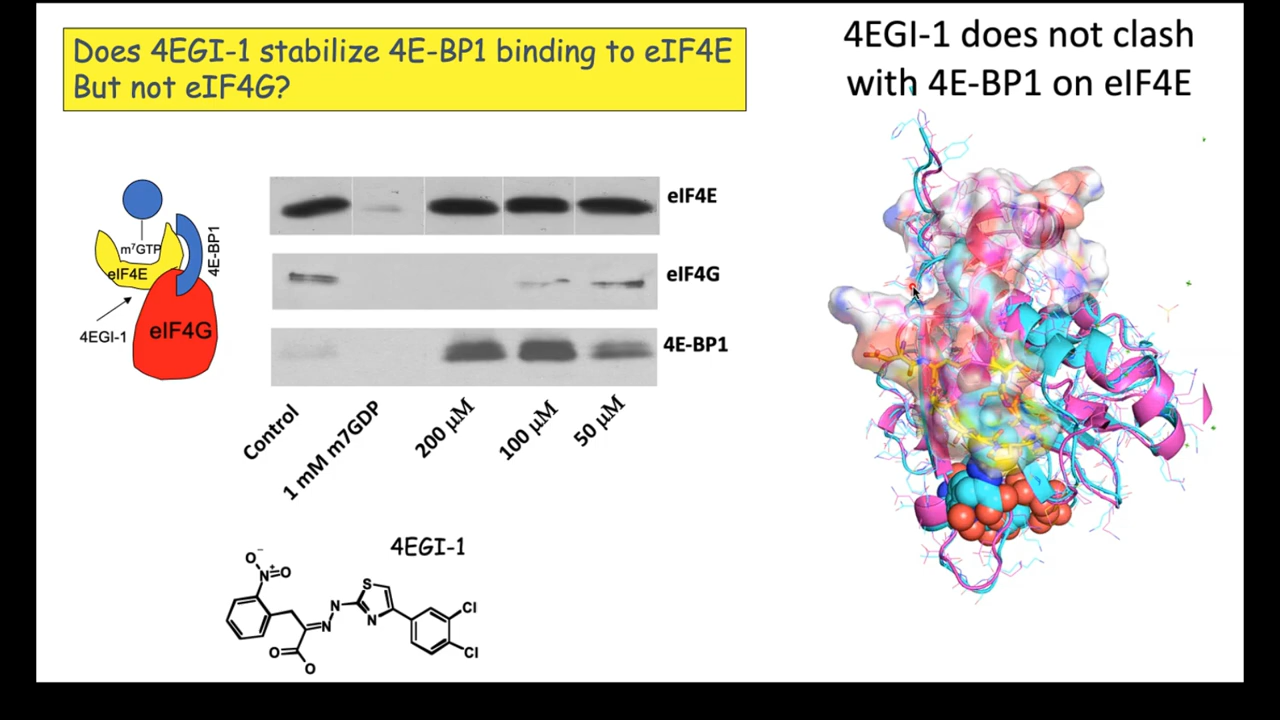 Does 4EGI-1 stabilize 4E-BP1 binding to eIF4E
But not eIF4G?
4EGI-1 does not clash
with 4E-BP1 on eIF4E
m⁷GTP
eIF4E
4E-BP1
4EGI-1
eIF4G
eIF4E
eIF4G
4E-BP1
Control
1 mM m7GDP
200 µM
100 µM
50 µM
4EGI-1
O⁻
N⁺
O
S
N
N
N
O
O
Cl
Cl